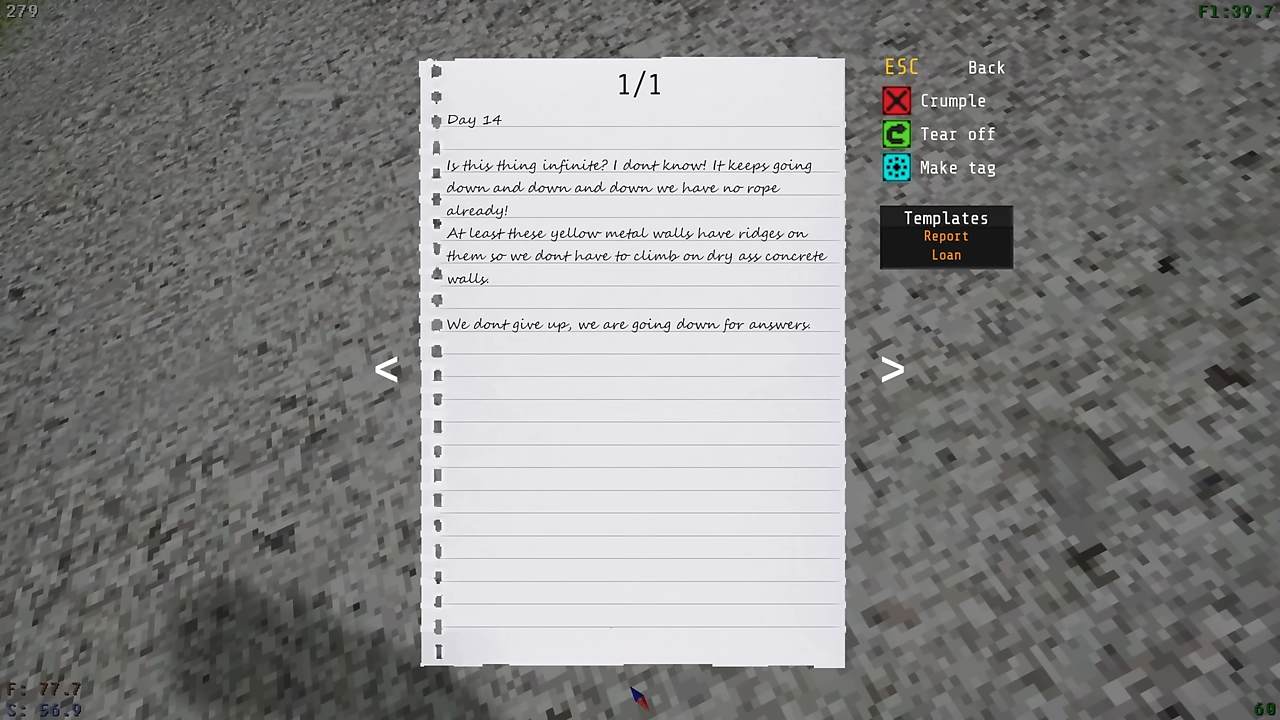 279
F1:39.7
1/1
ESC Back
Crumple
Tear off
Make tag
Templates
Report
Loan
Day 14
Is this thing infinite? I dont know! It keeps going
down and down and down we have no rope
already!
At least these yellow metal walls have ridges on
them so we dont have to climb on dry ass concrete
walls.
We dont give up, we are going down for answers.
<
>
F: 77.7
S: 56.9
60